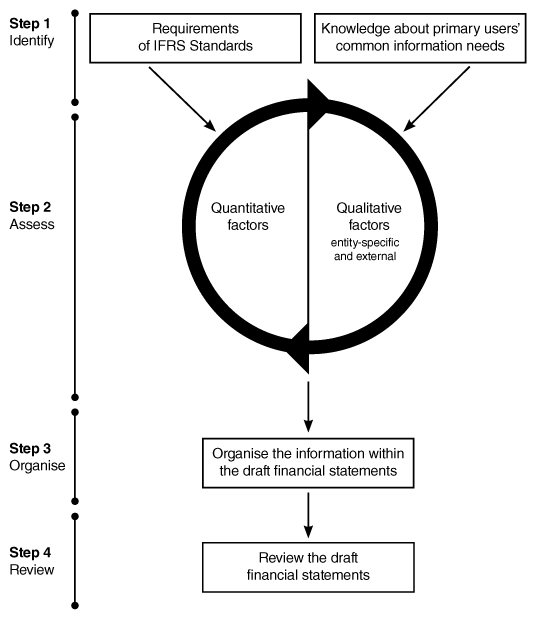 Step 1
Identify
Requirements
of IFRS Standards
Knowledge about primary users'
common information needs
Step 2
Assess
Quantitative
factors
Qualitative
factors
entity-specific
and external
Step 3
Organise
Organise the information within
the draft financial statements
Step 4
Review
Review the draft
financial statements